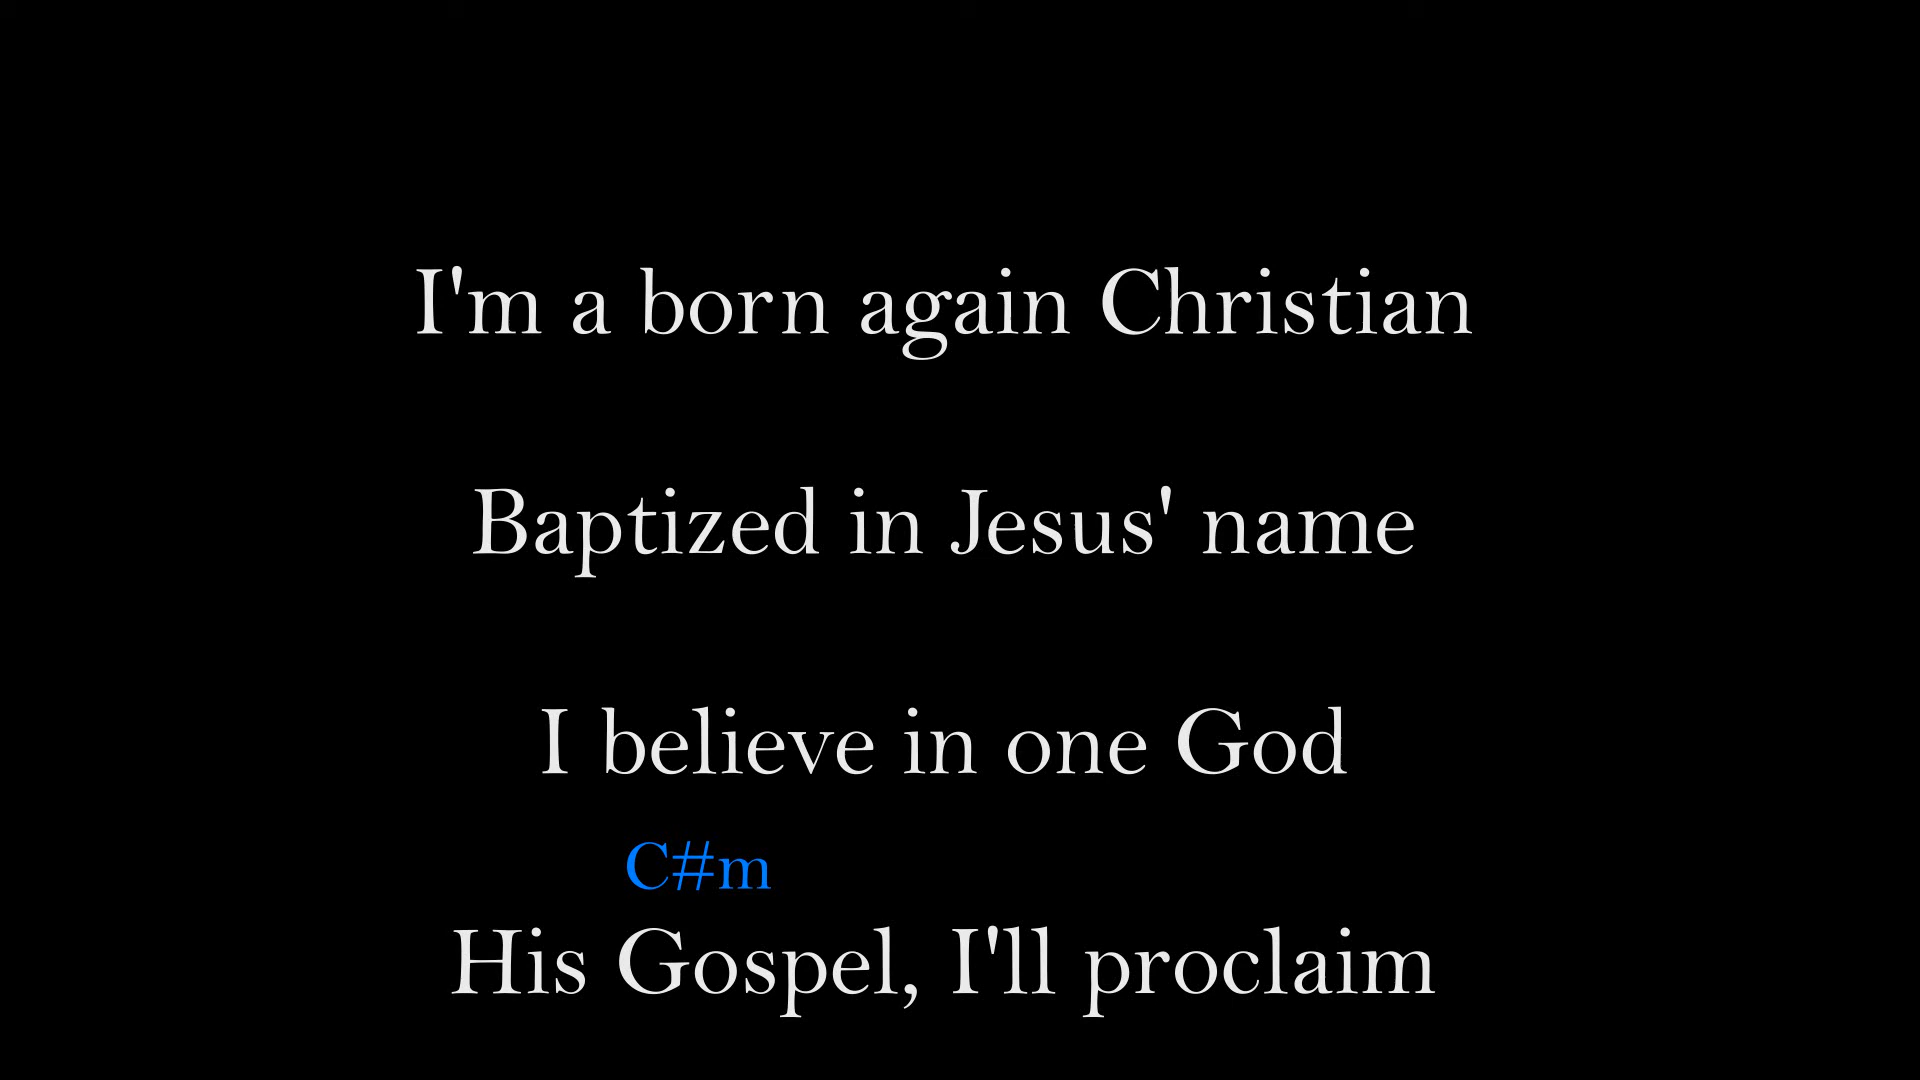 I'm a born again Christian
Baptized in Jesus' name
I believe in one God
C#m
His Gospel, I'll proclaim